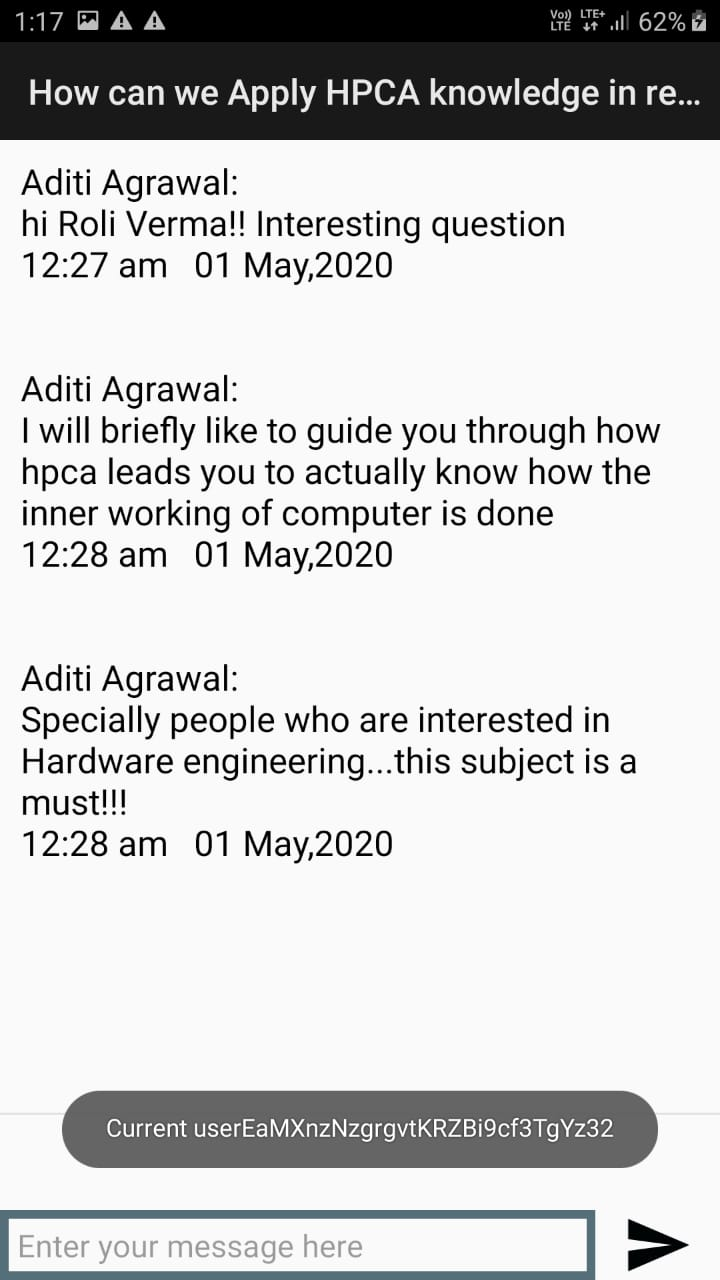 1:17 Vo) LTE LTE+ 62%
How can we Apply HPCA knowledge in re...
Aditi Agrawal:
hi Roli Verma!! Interesting question
12:27 am 01 May,2020
Aditi Agrawal:
I will briefly like to guide you through how
hpca leads you to actually know how the
inner working of computer is done
12:28 am 01 May,2020
Aditi Agrawal:
Specially people who are interested in
Hardware engineering...this subject is a
must!!!
12:28 am 01 May,2020
Current userEaMXnzNzgrgvtKRZBi9cf3TgYz32
Enter your message here